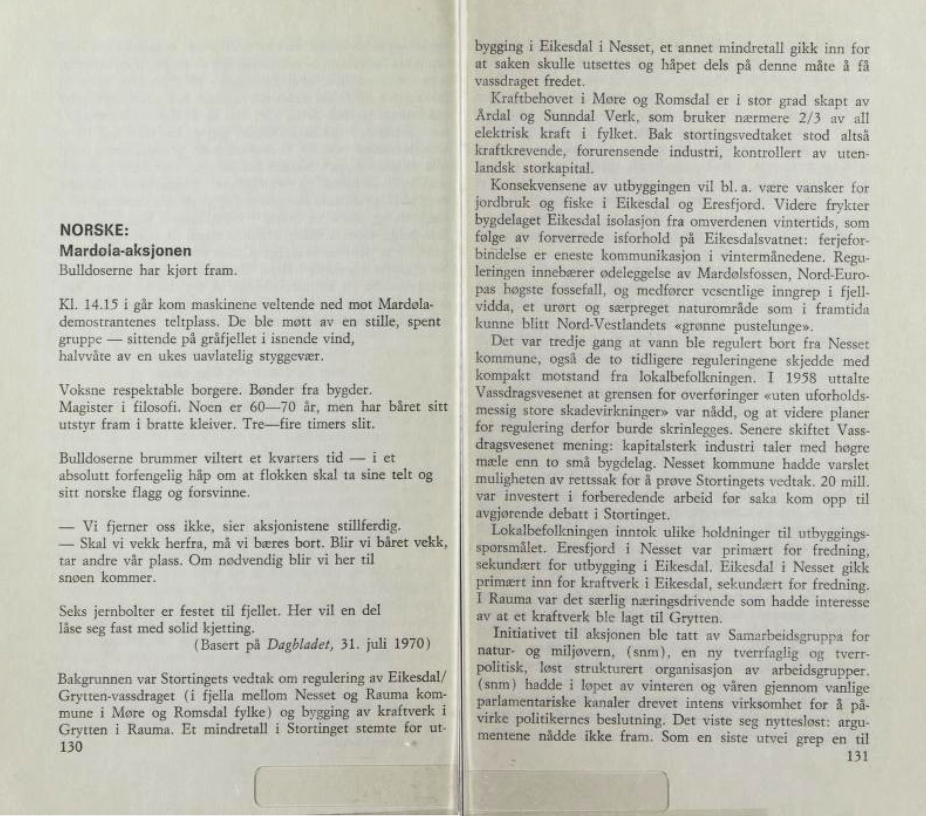 NORSKE:
Mardola-aksjonen
Bulldoserne har kjørt fram.
Kl. 14.15 i går kom maskinene veltende ned mot Mardøla-
demostrantenes teltplass. De ble møtt av en stille, spent
gruppe — sittende på gråfjellet i isnende vind,
halvvåte av en ukes uavlatelig styggevær.
Voksne respektable borgere. Bønder fra bygder.
Magister i filosofi. Noen er 60—70 år, men har båret sitt
utstyr fram i bratte kleiver. Tre—fire timers slit.
Bulldoserne brummer viltert et kvarters tid — i et
absolutt forfengelig håp om at flokken skal ta sine telt og
sitt norske flagg og forsvinne.
— Vi fjerner oss ikke, sier aksjonistene stillferdig.
— Skal vi vekk herfra, må vi bæres bort. Blir vi båret vekk,
tar andre vår plass. Om nødvendig blir vi her til
snøen kommer.
Seks jernbolter er festet til fjellet. Her vil en del
låse seg fast med solid kjetting.
(Basert på Dagbladet, 31. juli 1970)
Bakgrunnen var Stortingets vedtak om regulering av Eikesdal/
Grytten-vassdraget (i fjella mellom Nesset og Rauma kom-
mune i Møre og Romsdal fylke) og bygging av kraftverk i
Grytten i Rauma. Et mindretall i Stortinget stemte for ut-
130
bygging i Eikesdal i Nesset, et annet mindretall gikk inn for
at saken skulle utsettes og håpet dels på denne måte å få
vassdraget fredet.
Kraftbehovet i Møre og Romsdal er i stor grad skapt av
Årdal og Sunndal Verk, som bruker nærmere 2/3 av all
elektrisk kraft i fylket. Bak stortingsvedtaket stod altså
kraftkrevende, forurensende industri, kontrollert av uten-
landsk storkapital.
Konsekvensene av utbyggingen vil bl. a. være vansker for
jordbruk og fiske i Eikesdal og Eresfjord. Videre frykter
bygdelaget Eikesdal isolasjon fra omverdenen vintertids, som
følge av forverrede isforhold på Eikesdalsvatnet: ferjefor-
bindelse er eneste kommunikasjon i vintermånedene. Regu-
leringen innebærer ødeleggelse av Mardølsfossen, Nord-Euro-
pas høgste fossefall, og medfører vesentlige inngrep i fjell-
vidda, et urørt og særpreget naturområde som i framtida
kunne blitt Nord-Vestlandets «grønne pustelunge».
Det var tredje gang at vann ble regulert bort fra Nesset
kommune, også de to tidligere reguleringene skjedde med
kompakt motstand fra lokalbefolkningen. I 1958 uttalte
Vassdragsvesenet at grensen for overføringer «uten uforholds-
messig store skadevirkninger» var nådd, og at videre planer
for regulering derfor burde skrinlegges. Senere skiftet Vass-
dragsvesenet mening: kapitalsterk industri taler med høgre
mæle enn to små bygdelag. Nesset kommune hadde varslet
muligheten av rettssak for å prøve Stortingets vedtak. 20 mill.
var investert i forberedende arbeid før saka kom opp til
avgjørende debatt i Stortinget.
Lokalbefolkningen inntok ulike holdninger til utbyggings-
spørsmålet. Eresfjord i Nesset var primært for fredning,
sekundært for utbygging i Eikesdal. Eikesdal i Nesset gikk
primært inn for kraftverk i Eikesdal, sekundært for fredning.
I Rauma var det særlig næringsdrivende som hadde interesse
av at et kraftverk ble lagt til Grytten.
Initiativet til aksjonen ble tatt av Samarbeidsgruppa for
natur- og miljøvern, (snm), en ny tverrfaglig og tverr-
politisk, løst strukturert organisasjon av arbeidsgrupper.
(snm) hadde i løpet av vinteren og våren gjennom vanlige
parlamentariske kanaler drevet intens virksomhet for å på-
virke politikernes beslutning. Det viste seg nyttesløst: argu-
mentene nådde ikke fram. Som en siste utvei grep en til
131